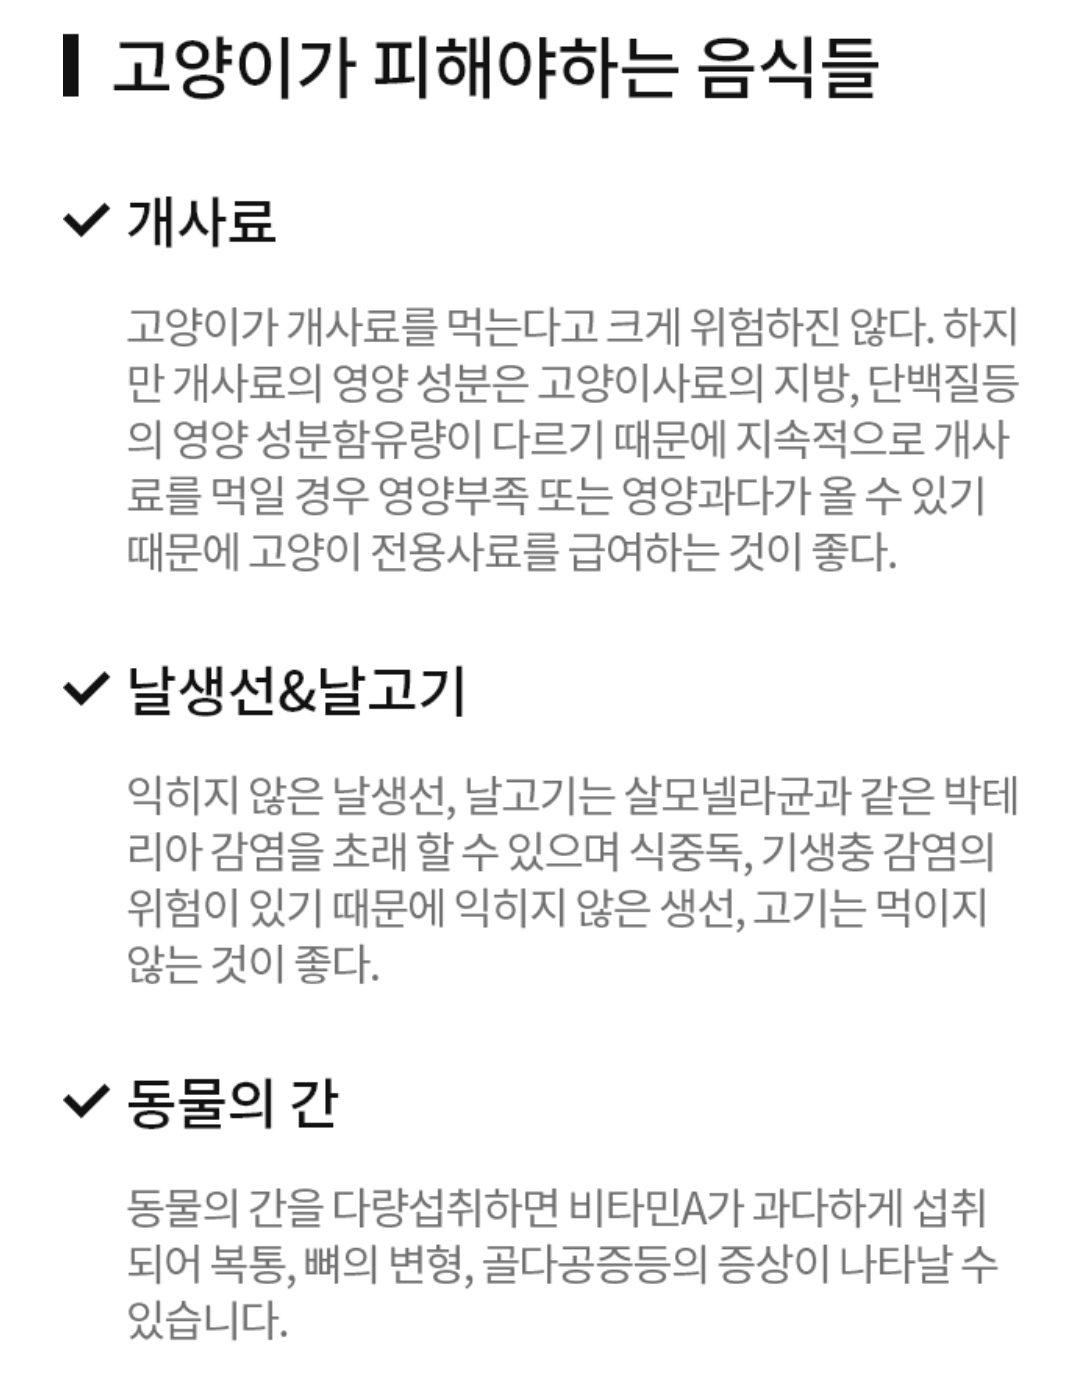 고양이가 피해야하는 음식들
개사료
고양이가 개사료를 먹는다고 크게 위험하진 않다. 하지
만 개사료의 영양 성분은 고양이사료의 지방, 단백질등
의 영양 성분함유량이 다르기 때문에 지속적으로 개사
료를 먹일 경우 영양부족 또는 영양과다가 올 수 있기
때문에 고양이 전용사료를 급여하는 것이 좋다.
날생선&날고기
익히지 않은 날생선, 날고기는 살모넬라균과 같은 박테
리아 감염을 초래 할 수 있으며 식중독, 기생충 감염의
위험이 있기 때문에 익히지 않은 생선, 고기는 먹이지
않는 것이 좋다.
동물의 간
동물의 간을 다량섭취하면 비타민A가 과다하게 섭취
되어 복통, 뼈의 변형, 골다공증등의 증상이 나타날 수
있습니다.